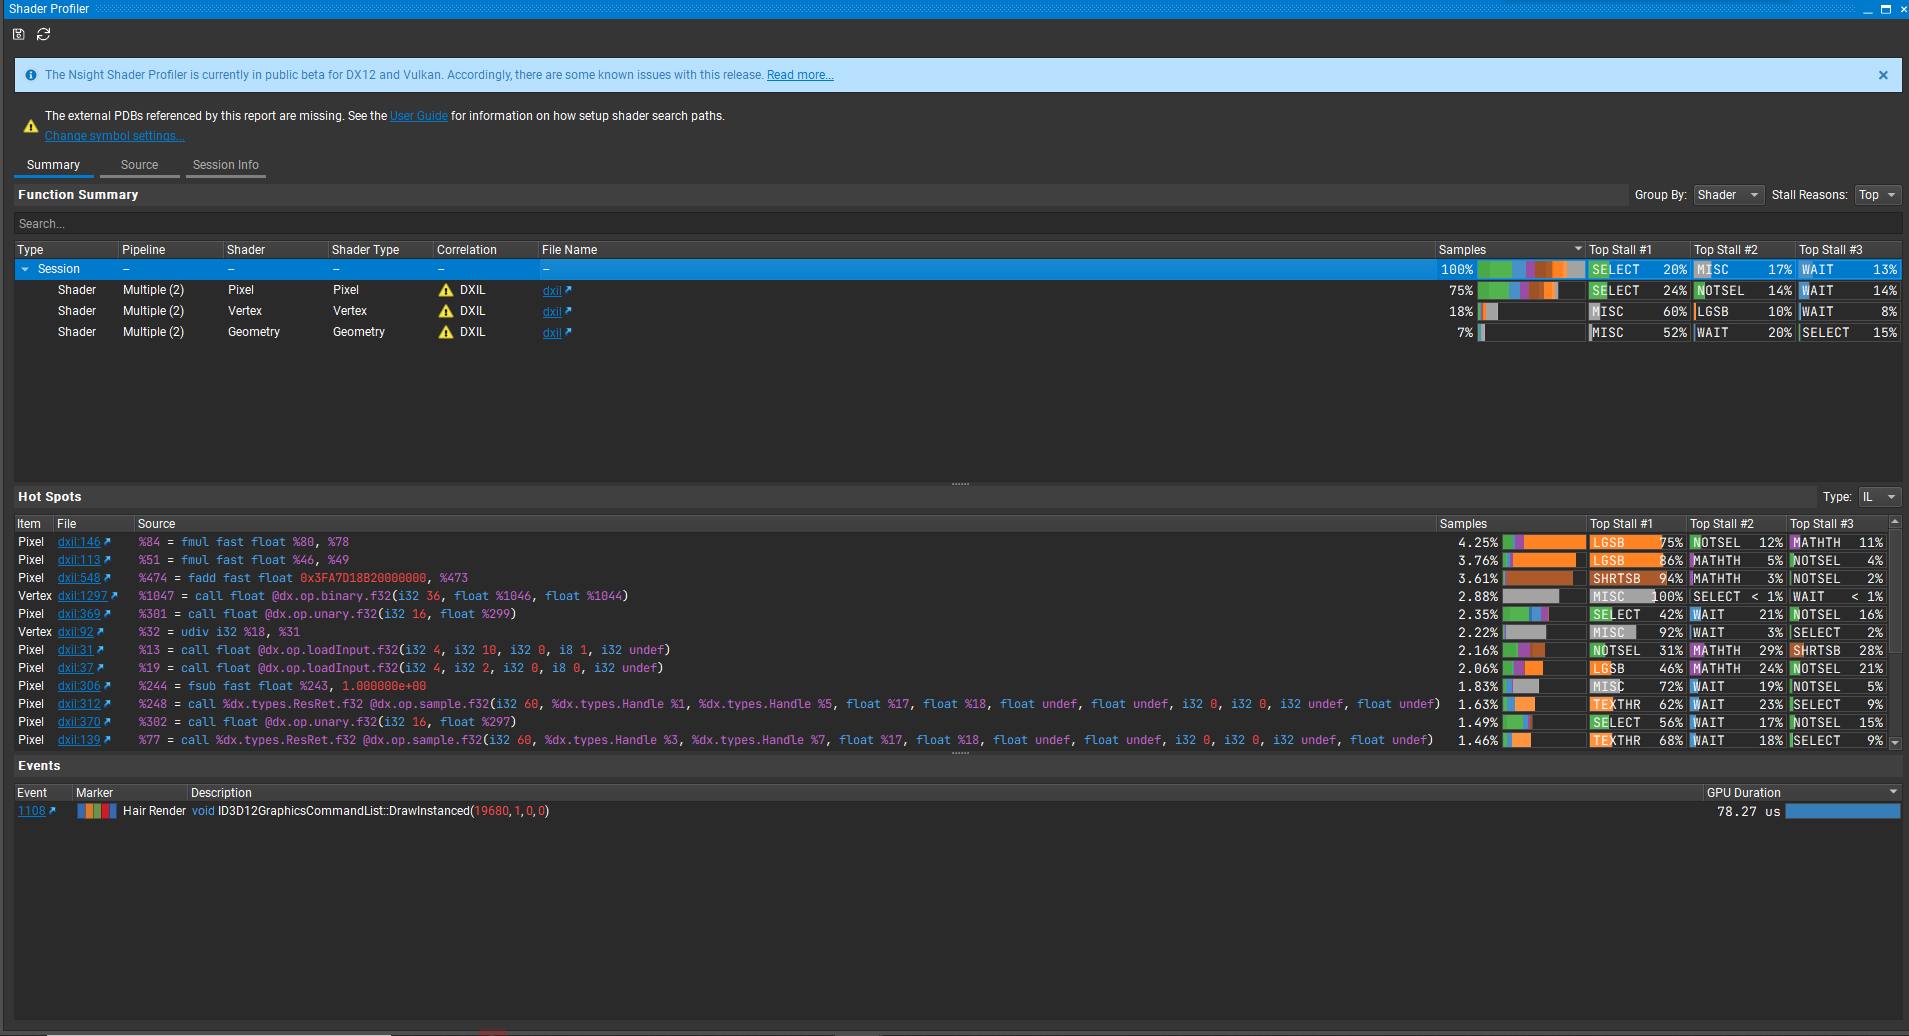 Shader Profiler
The Nsight Shader Profiler is currently in public beta for DX12 and Vulkan. Accordingly, there are some known issues with this release. Read more...
The external PDBs referenced by this report are missing. See the User Guide for information on how setup shader search paths.
Change symbol settings...
Summary Source Session Info
Function Summary Group By: Shader Stall Reasons: Top
Search...
Type Pipeline Shader Shader Type Correlation File Name Samples Top Stall #1 Top Stall #2 Top Stall #3
Session – – – – – 100% SELECT 20% MISC 17% WAIT 13%
Shader Multiple (2) Pixel Pixel DXIL dxil 75% SELECT 24% NOTSEL 14% WAIT 14%
Shader Multiple (2) Vertex Vertex DXIL dxil 18% MISC 60% LGSB 10% WAIT 8%
Shader Multiple (2) Geometry Geometry DXIL dxil 7% MISC 52% WAIT 20% SELECT 15%
Hot Spots Type: IL
Item File Source Samples Top Stall #1 Top Stall #2 Top Stall #3
Pixel dxil:146 %84 = fmul fast float %80, %78 4.25% LGSB 75% NOTSEL 12% MATHTH 11%
Pixel dxil:113 %51 = fmul fast float %46, %49 3.76% LGSB 86% MATHTH 5% NOTSEL 4%
Pixel dxil:548 %474 = fadd fast float 0x3FA7D18B20000000, %473 3.61% SHRTSB 94% MATHTH 3% NOTSEL 2%
Vertex dxil:1297 %1047 = call float @dx.op.binary.f32(i32 36, float %1046, float %1044) 2.88% MISC 100% SELECT < 1% WAIT < 1%
Pixel dxil:369 %301 = call float @dx.op.unary.f32(i32 16, float %299) 2.35% SELECT 42% WAIT 21% NOTSEL 16%
Vertex dxil:92 %32 = udiv i32 %18, %31 2.22% MISC 92% WAIT 3% SELECT 2%
Pixel dxil:31 %13 = call float @dx.op.loadInput.f32(i32 4, i32 10, i32 0, i8 1, i32 undef) 2.16% NOTSEL 31% MATHTH 29% SHRTSB 28%
Pixel dxil:37 %19 = call float @dx.op.loadInput.f32(i32 4, i32 2, i32 0, i8 0, i32 undef) 2.06% LGSB 46% MATHTH 24% NOTSEL 21%
Pixel dxil:306 %244 = fsub fast float %243, 1.000000e+00 1.83% MISC 72% WAIT 19% NOTSEL 5%
Pixel dxil:312 %248 = call %dx.types.ResRet.f32 @dx.op.sample.f32(i32 60, %dx.types.Handle %1, %dx.types.Handle %5, float %17, float %18, float undef, float undef, i32 0, i32 0, i32 undef, float undef) 1.63% TEXTHR 62% WAIT 23% SELECT 9%
Pixel dxil:370 %302 = call float @dx.op.unary.f32(i32 16, float %297) 1.49% SELECT 56% WAIT 17% NOTSEL 15%
Pixel dxil:139 %77 = call %dx.types.ResRet.f32 @dx.op.sample.f32(i32 60, %dx.types.Handle %3, %dx.types.Handle %7, float %17, float %18, float undef, float undef, i32 0, i32 0, i32 undef, float undef) 1.46% TEXTHR 68% WAIT 18% SELECT 9%
Events
Event Marker Description GPU Duration
1108 Hair Render void ID3D12GraphicsCommandList::DrawInstanced(19680, 1, 0, 0) 78.27 us